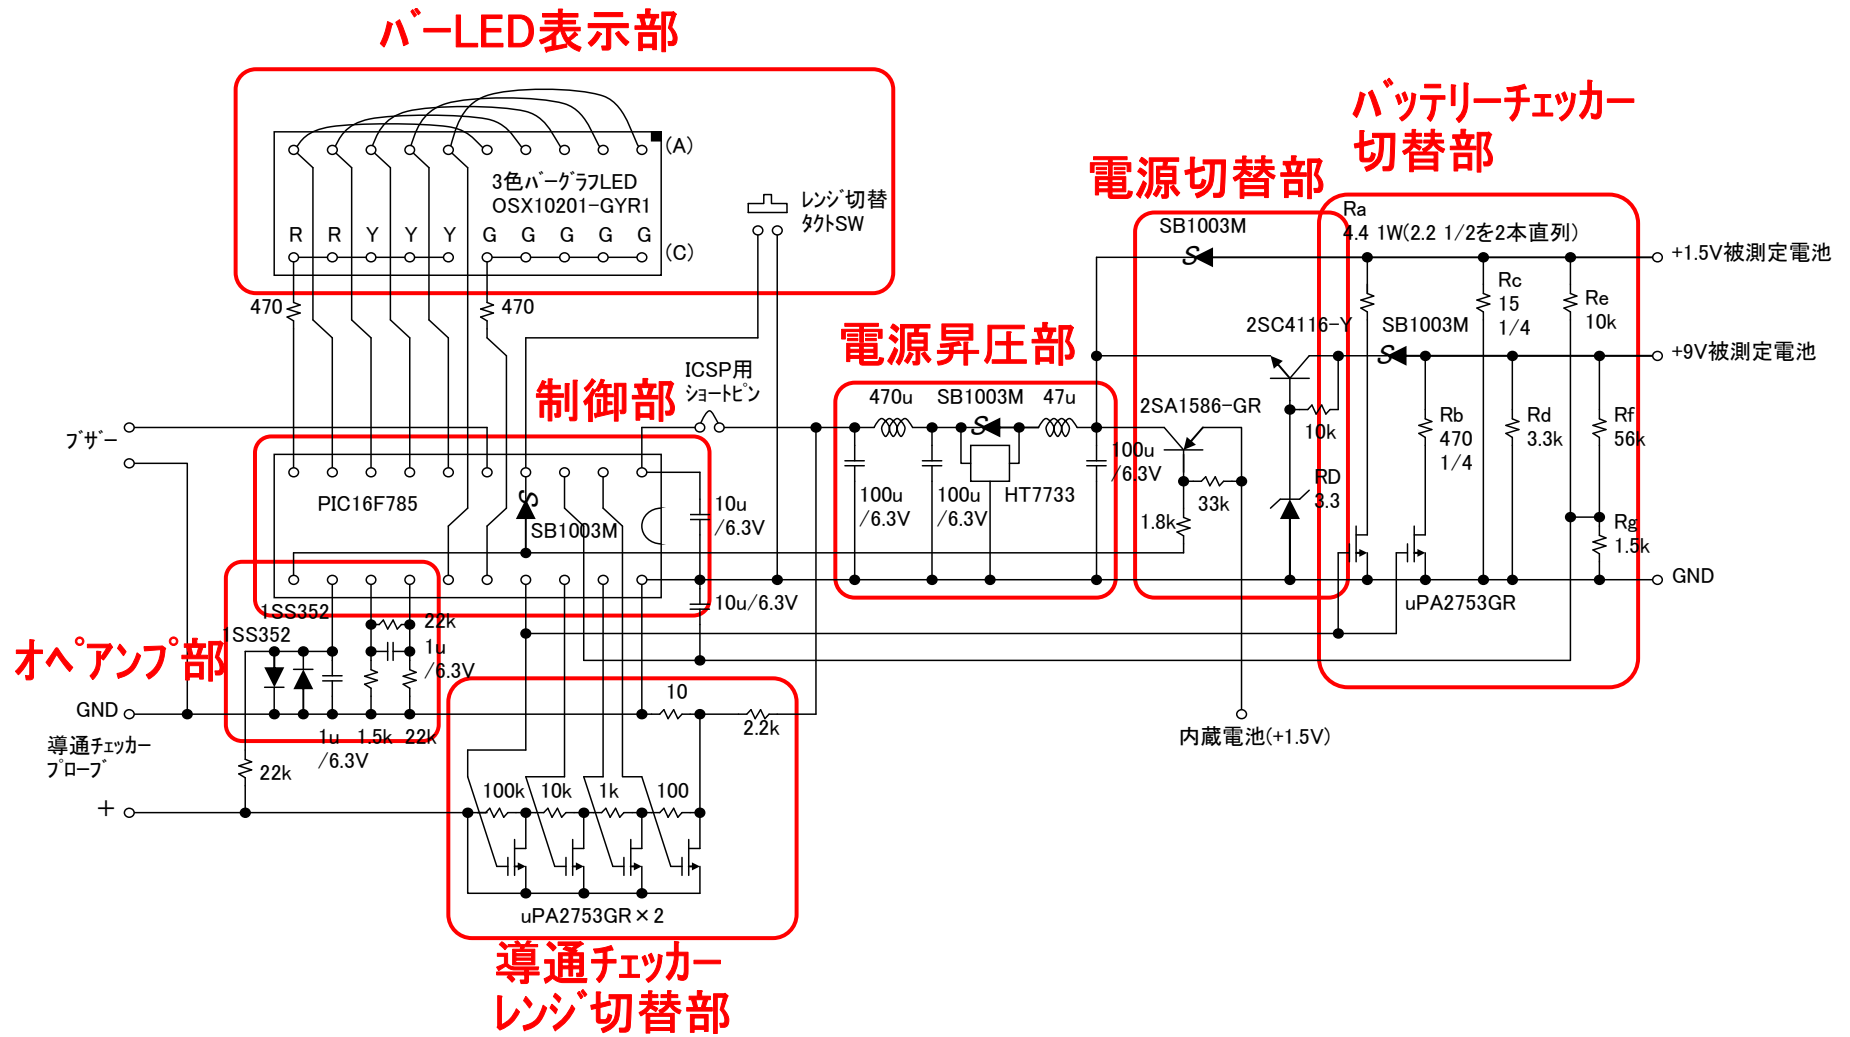 バーLED表示部
(A)
3色バーグラフLED
OSX10201-GYR1
R R Y Y Y G G G G G
(C)
レンジ切替
タクトSW
470
470
バッテリーチェッカー
切替部
電源切替部
SB1003M
Ra
4.4 1W(2.2 1/2を2本直列)
+1.5V被測定電池
Rc
15
1/4
Re
10k
2SC4116-Y
SB1003M
+9V被測定電池
電源昇圧部
470u
SB1003M
47u
2SA1586-GR
10k
Rb
470
1/4
Rd
3.3k
Rf
56k
100u
/6.3V
100u
/6.3V
HT7733
100u
/6.3V
33k
1.8k
RD
3.3
Rg
1.5k
GND
uPA2753GR
制御部
ICSP用
ショートピン
ブザー
PIC16F785
SB1003M
10u
/6.3V
10u/6.3V
オペアンプ部
1SS352
1SS352
22k
1u
/6.3V
GND
1u
/6.3V
1.5k
22k
導通チェッカー
プローブ
22k
+
10
2.2k
100k
10k
1k
100
内蔵電池(+1.5V)
uPA2753GR×2
導通チェッカー
レンジ切替部